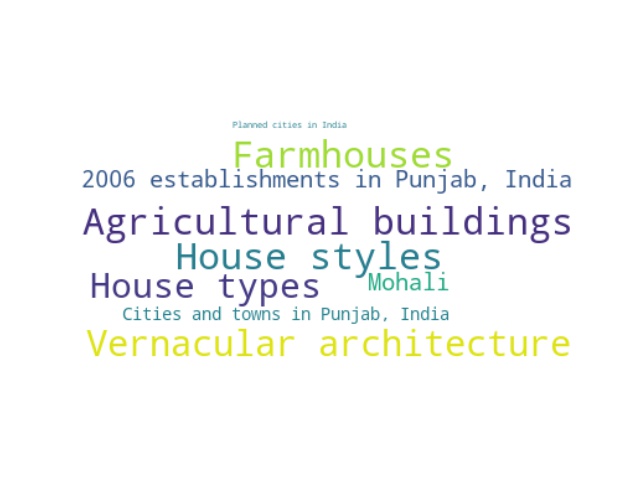 Planned cities in India
Farmhouses
2006 establishments in Punjab, India
Agricultural buildings
House styles
House types
Mohali
Cities and towns in Punjab, India
Vernacular architecture